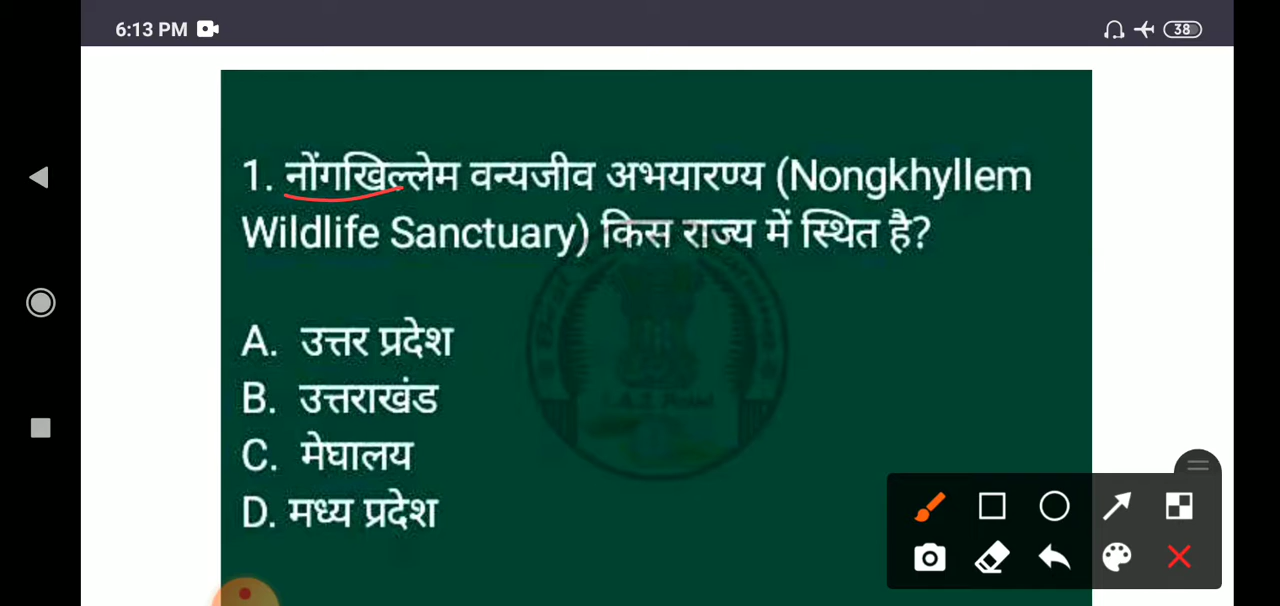 6:13 PM
38
1. नोंगखिल्लेम वन्यजीव अभयारण्य (Nongkhyllem
Wildlife Sanctuary) किस राज्य में स्थित है?
A. उत्तर प्रदेश
B. उत्तराखंड
C. मेघालय
D. मध्य प्रदेश